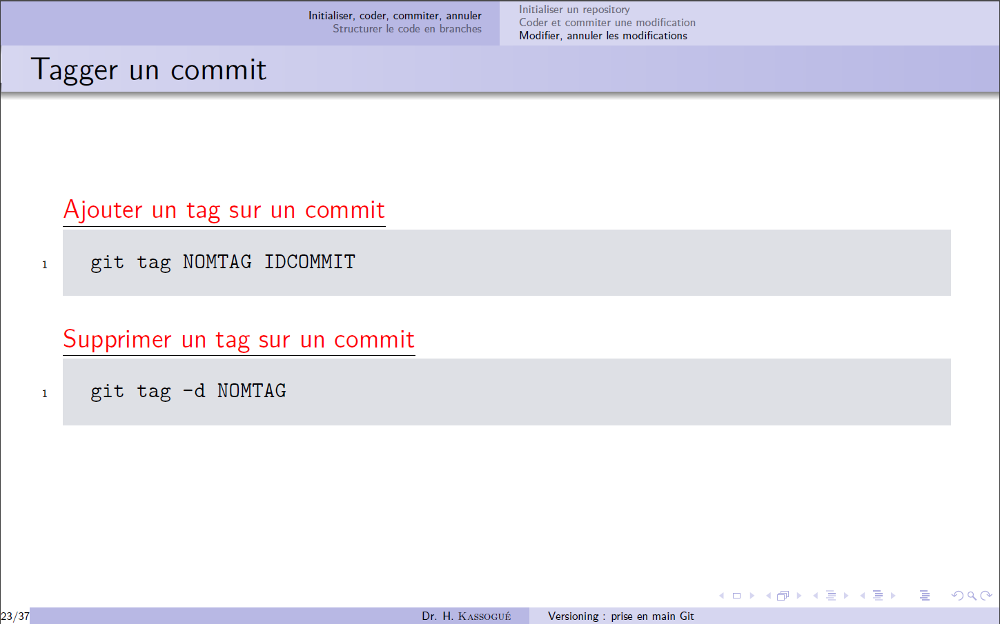 Initialiser, coder, commiter, annuler
Structurer le code en branches
Initialiser un repository
Coder et commiter une modification
Modifier, annuler les modifications
Tagger un commit
Ajouter un tag sur un commit
1 git tag NOMTAG IDCOMMIT
Supprimer un tag sur un commit
1 git tag -d NOMTAG
23/37 Dr. H. KASSOGUÉ Versioning : prise en main Git